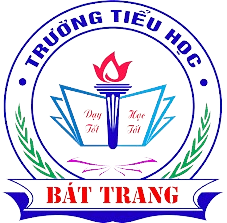 TRƯỜNG TIỂU HỌC
Dạy Học
Tốt Tốt
BÁT TRANG